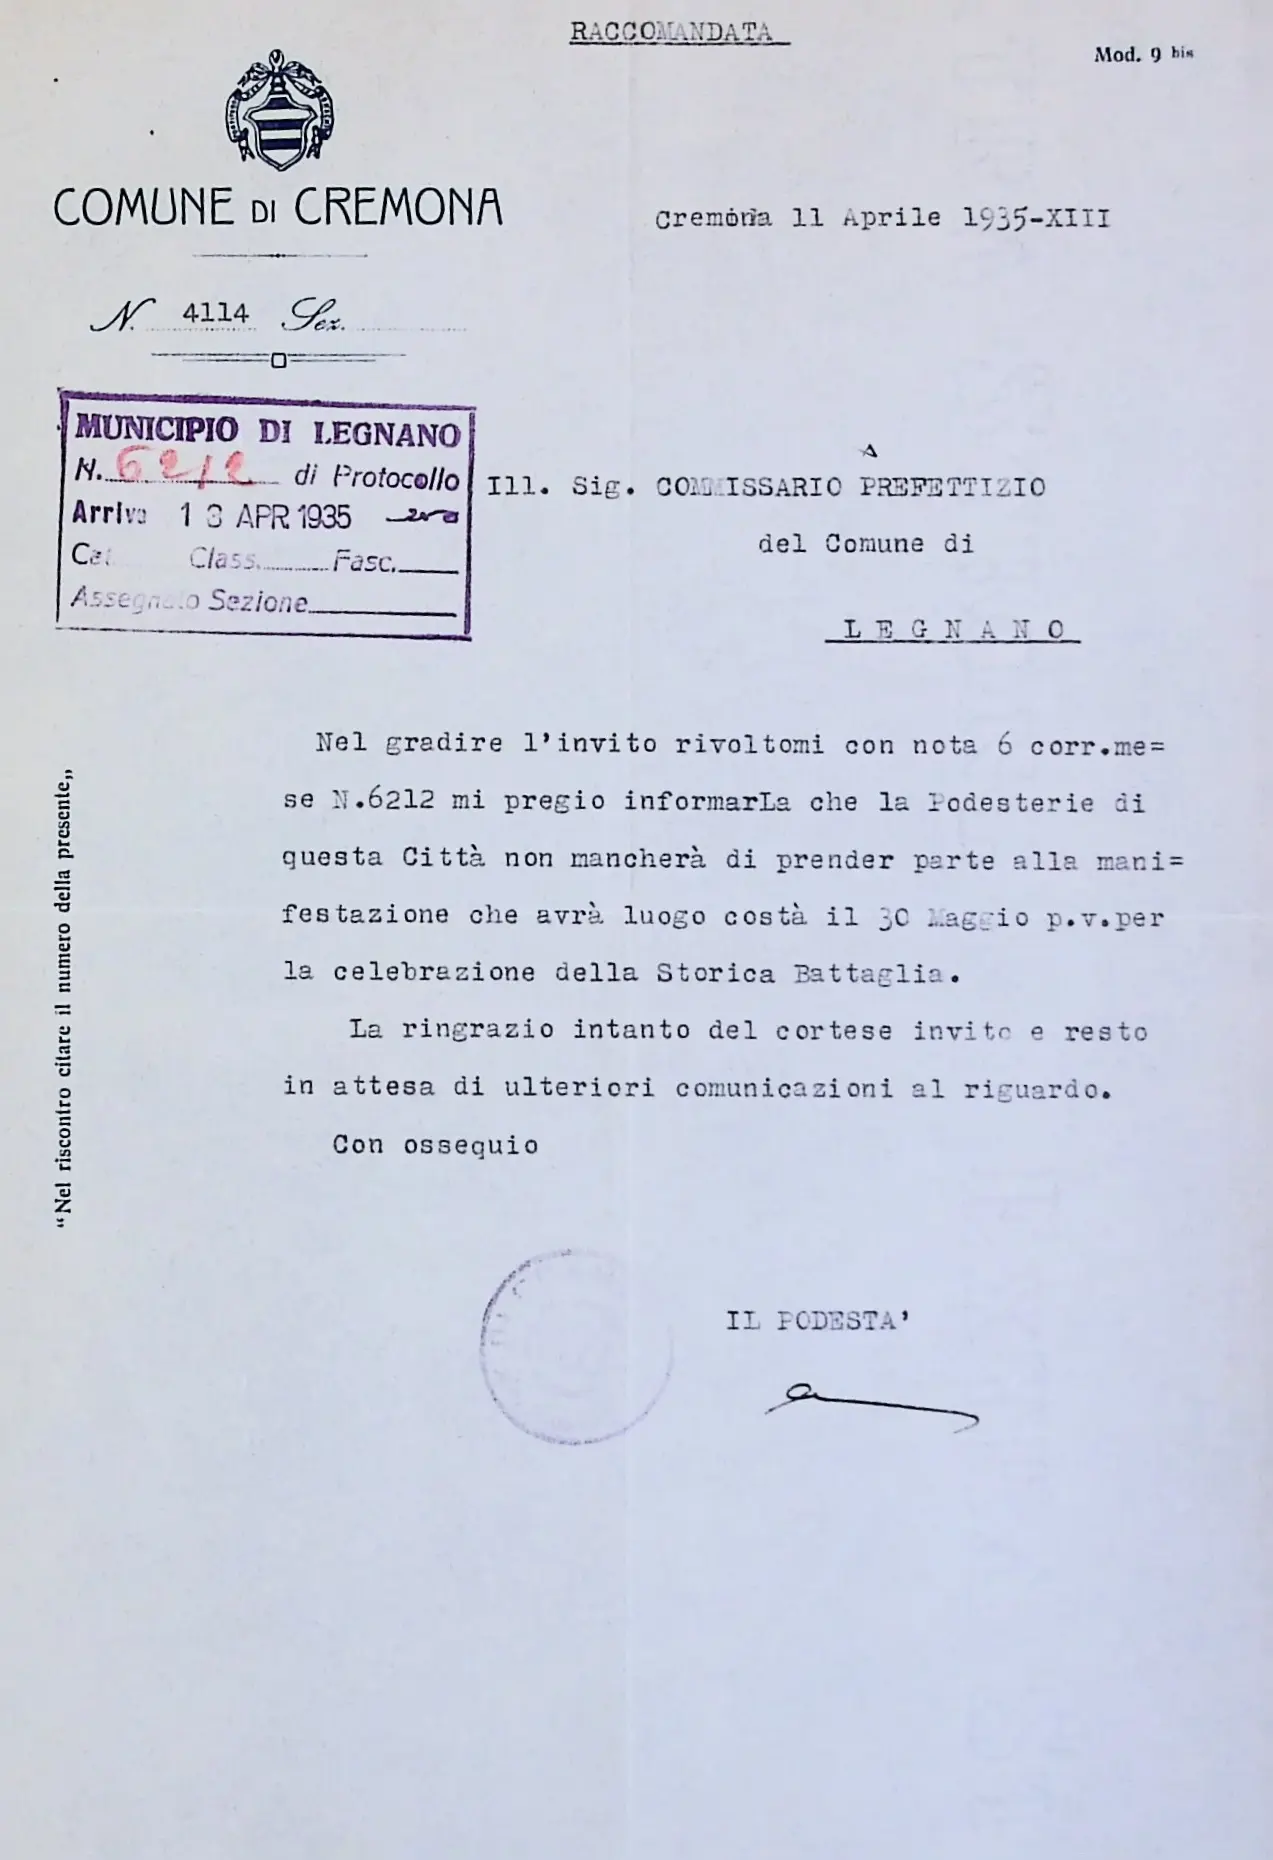 RACCOMANDATA
Mod. 9 bis
COMUNE DI CREMONA
Cremona 11 Aprile 1935-XIII
N. 4114 Sez.
MUNICIPIO DI LEGNANO
N. 6212 di Protocollo
Arrivo 13 APR 1935
Cat. Class. Fasc.
Assegnato Sezione
Ill. Sig. COMMISSARIO PREFETTIZIO
del Comune di
LEGNANO
Nel gradire l'invito rivoltomi con nota 6 corr.me=
se N.6212 mi pregio informarLa che la Podesterie di
questa Città non mancherà di prender parte alla mani=
festazione che avrà luogo costà il 30 Maggio p.v.per
la celebrazione della Storica Battaglia.
La ringrazio intanto del cortese invito e resto
in attesa di ulteriori comunicazioni al riguardo.
Con ossequio
IL PODESTA'
“Nel riscontro citare il numero della presente„